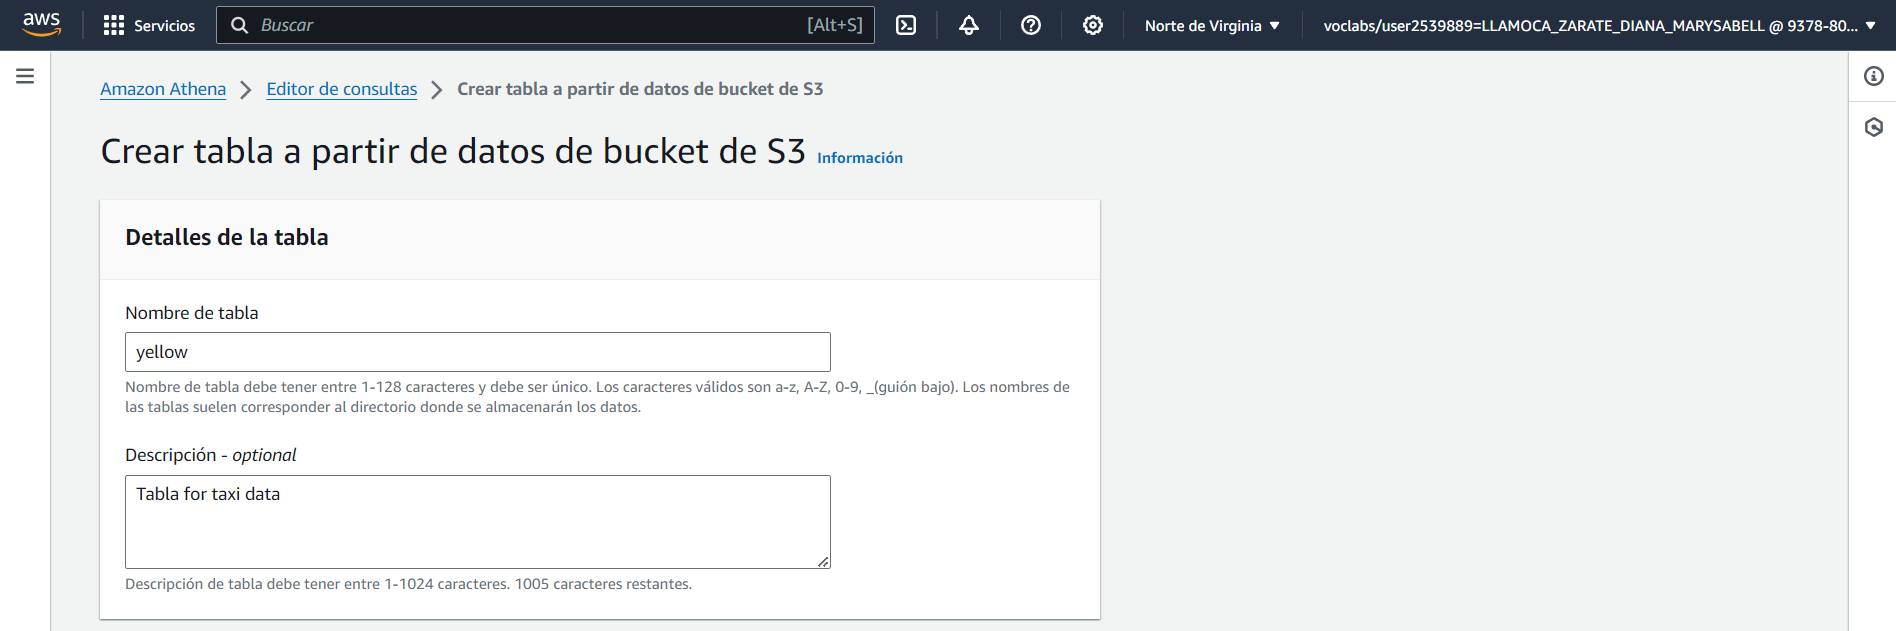 aws Servicios Buscar [Alt+S] Norte de Virginia voclabs/user2539889=LLAMOCA_ZARATE_DIANA_MARYSABELL @ 9378-80...
Amazon Athena > Editor de consultas > Crear tabla a partir de datos de bucket de S3
Crear tabla a partir de datos de bucket de S3 Información
Detalles de la tabla
Nombre de tabla
yellow
Nombre de tabla debe tener entre 1-128 caracteres y debe ser único. Los caracteres válidos son a-z, A-Z, 0-9, _(guión bajo). Los nombres de
las tablas suelen corresponder al directorio donde se almacenarán los datos.
Descripción - optional
Tabla for taxi data
Descripción de tabla debe tener entre 1-1024 caracteres. 1005 caracteres restantes.